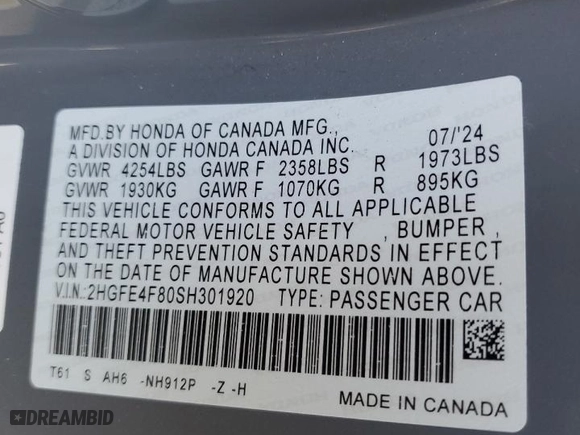 MFD.BY HONDA OF CANADA MFG., 07/'24
A DIVISION OF HONDA CANADA INC.
GVWR 4254LBS GAWR F 2358LBS R 1973LBS
GVWR 1930KG GAWR F 1070KG R 895KG
THIS VEHICLE CONFORMS TO ALL APPLICABLE
FEDERAL MOTOR VEHICLE SAFETY , BUMPER,
AND THEFT PREVENTION STANDARDS IN EFFECT
ON THE DATE OF MANUFACTURE SHOWN ABOVE.
V.I.N.:2HGFE4F80SH301920 TYPE: PASSENGER CAR
T61 S AH6 -NH912P -Z -H
MADE IN CANADA
DREAMBID